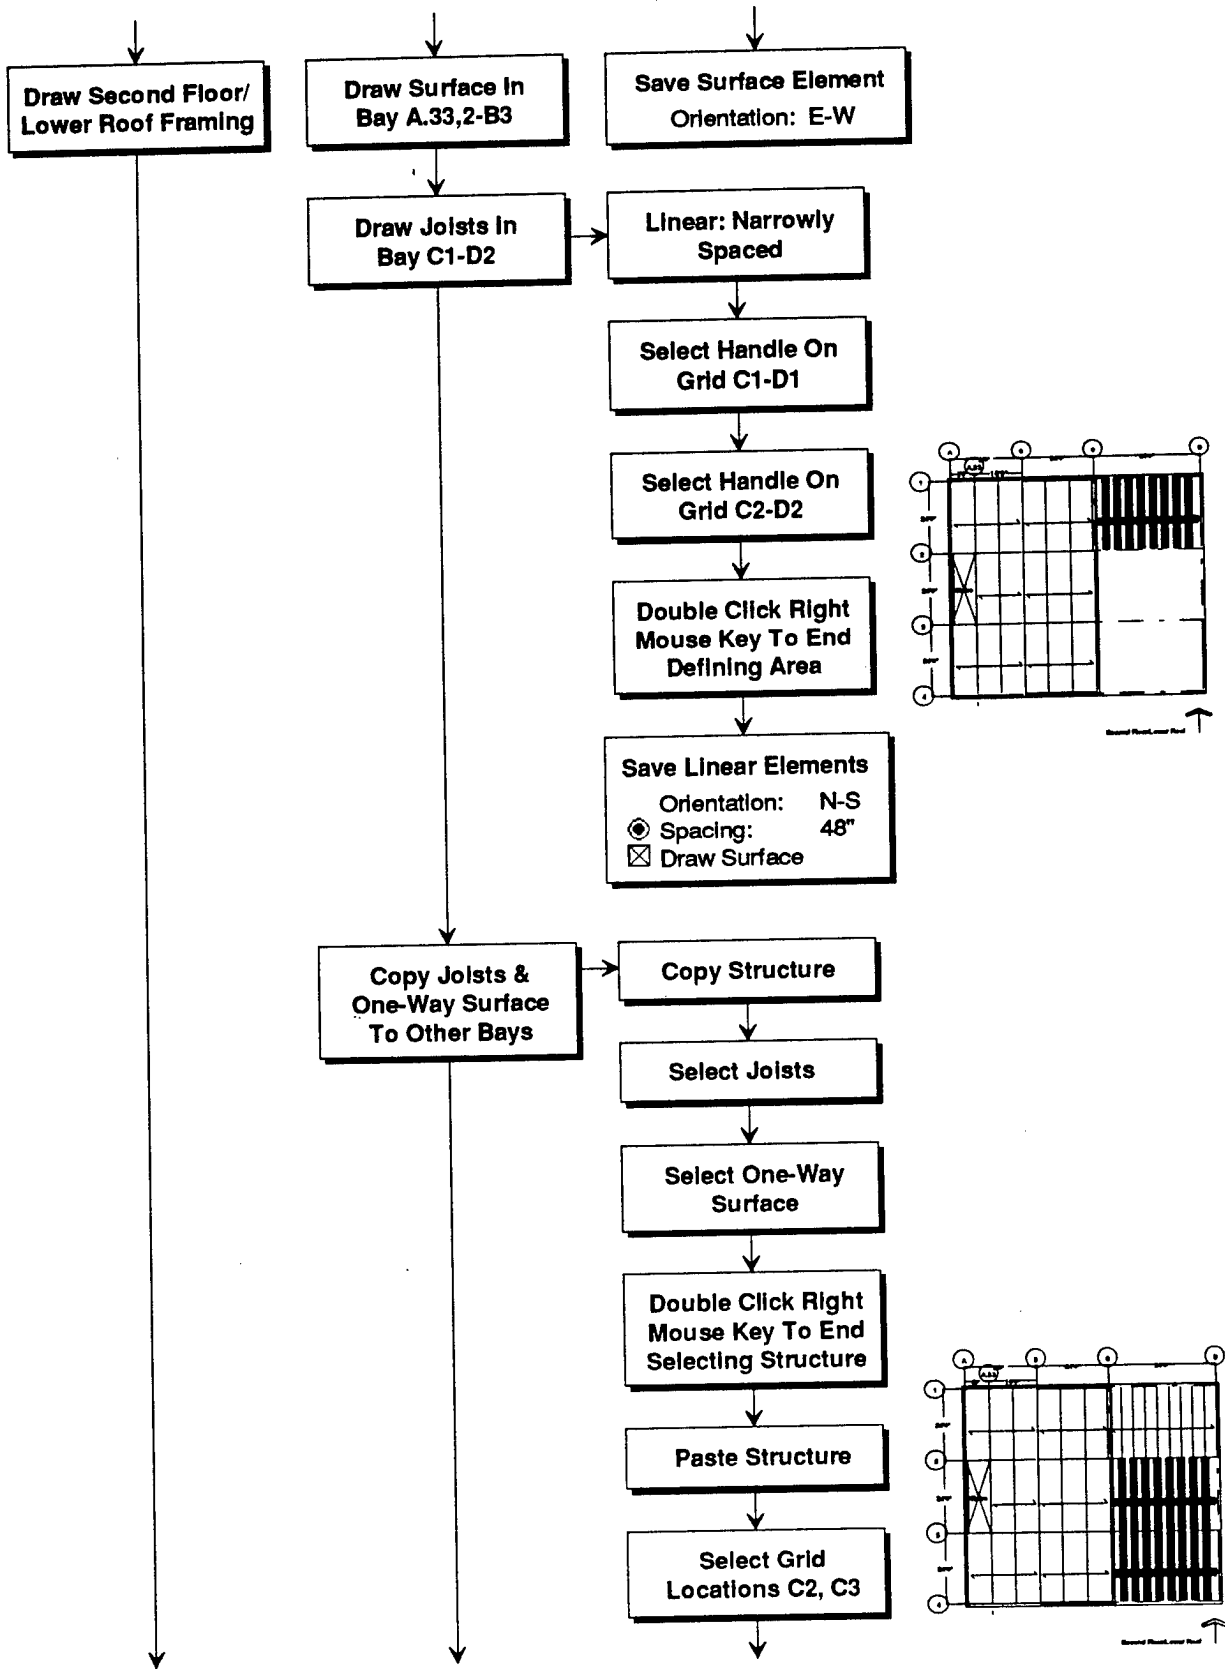 Draw Second Floor/
Lower Roof Framing
Draw Surface In
Bay A.33,2-B3
Save Surface Element
Orientation: E-W
Draw Joists In
Bay C1-D2
Linear: Narrowly
Spaced
Select Handle On
Grid C1-D1
Select Handle On
Grid C2-D2
Double Click Right
Mouse Key To End
Defining Area
Save Linear Elements
Orientation: N-S
Spacing: 48"
Draw Surface
A
1
4
Copy Joists &
One-Way Surface
To Other Bays
Copy Structure
Select Joists
Select One-Way
Surface
Double Click Right
Mouse Key To End
Selecting Structure
Paste Structure
Select Grid
Locations C2, C3
A
1
4